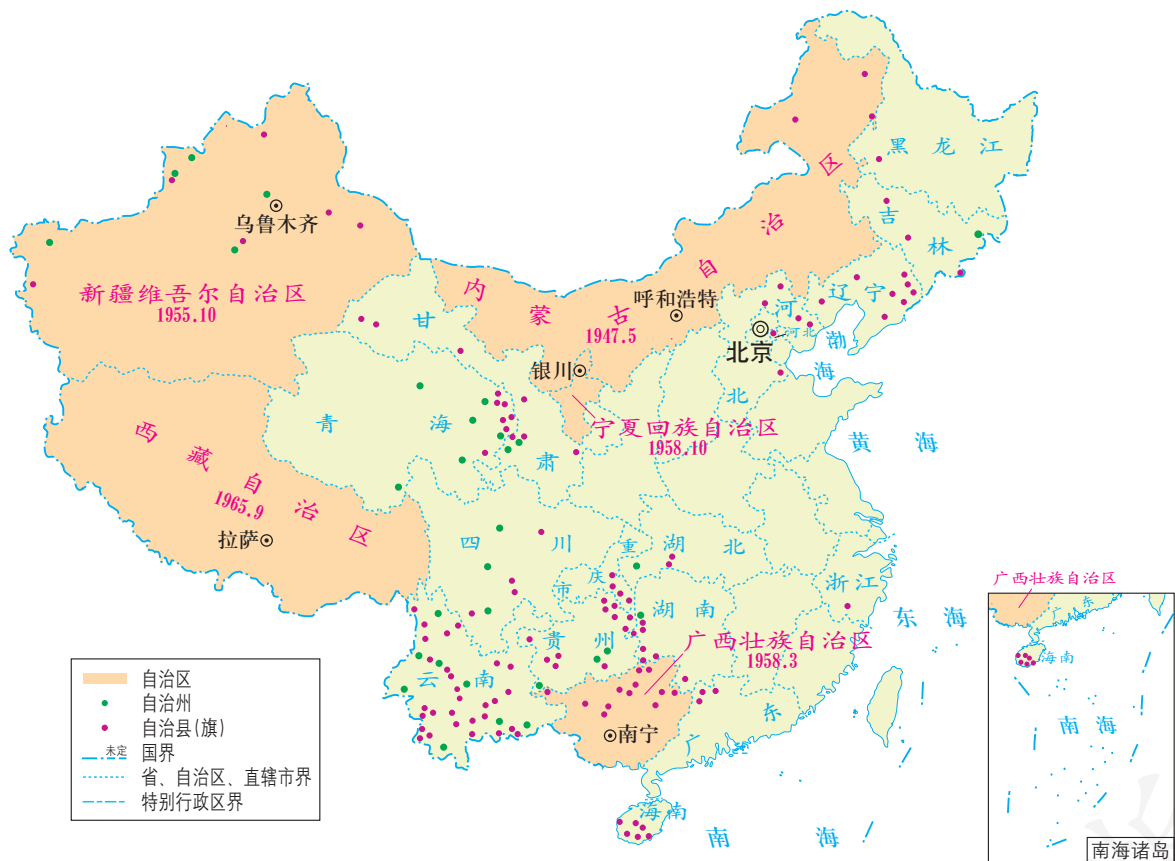 黑龙江
吉林
辽宁
内蒙古自治区
1947.5
乌鲁木齐
新疆维吾尔自治区
1955.10
呼和浩特
甘肃
河北
河北
北京
渤海
银川
宁夏回族自治区
1958.10
青海
黄海
西藏自治区
1965.9
拉萨
四川
重庆市
湖北
浙江
湖南
东海
贵州
广西壮族自治区
1958.3
云南
南宁
广东
海南
南海
自治区
自治州
自治县(旗)
未定
国界
省、自治区、直辖市界
特别行政区界
广西壮族自治区
广东
海南
南海
南海诸岛